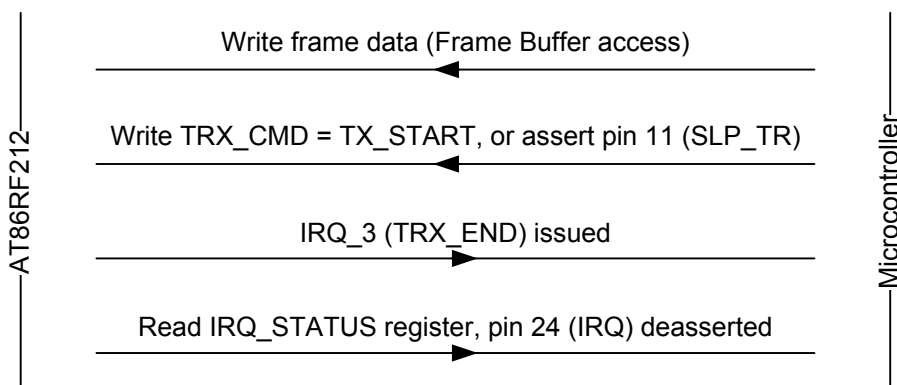 Write frame data (Frame Buffer access)
Write TRX_CMD = TX_START, or assert pin 11 (SLP_TR)
IRQ_3 (TRX_END) issued
Read IRQ_STATUS register, pin 24 (IRQ) deasserted
AT86RF212
Microcontroller